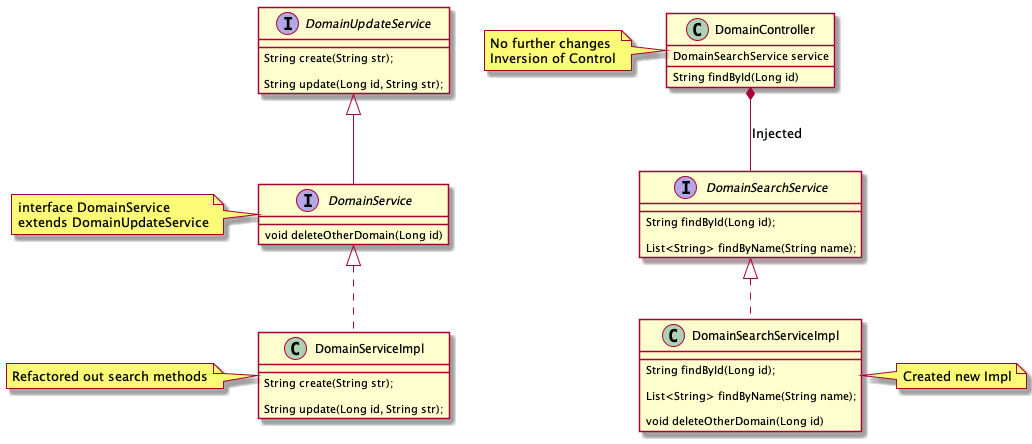 I DomainUpdateService
String create(String str);
String update(Long id, String str);
interface DomainService
extends DomainUpdateService
I DomainService
void deleteOtherDomain(Long id)
Refactored out search methods
C DomainServiceImpl
String create(String str);
String update(Long id, String str);
No further changes
Inversion of Control
C DomainController
DomainSearchService service
String findById(Long id)
Injected
I DomainSearchService
String findById(Long id);
List<String> findByName(String name);
C DomainSearchServiceImpl
String findById(Long id);
List<String> findByName(String name);
void deleteOtherDomain(Long id)
Created new Impl